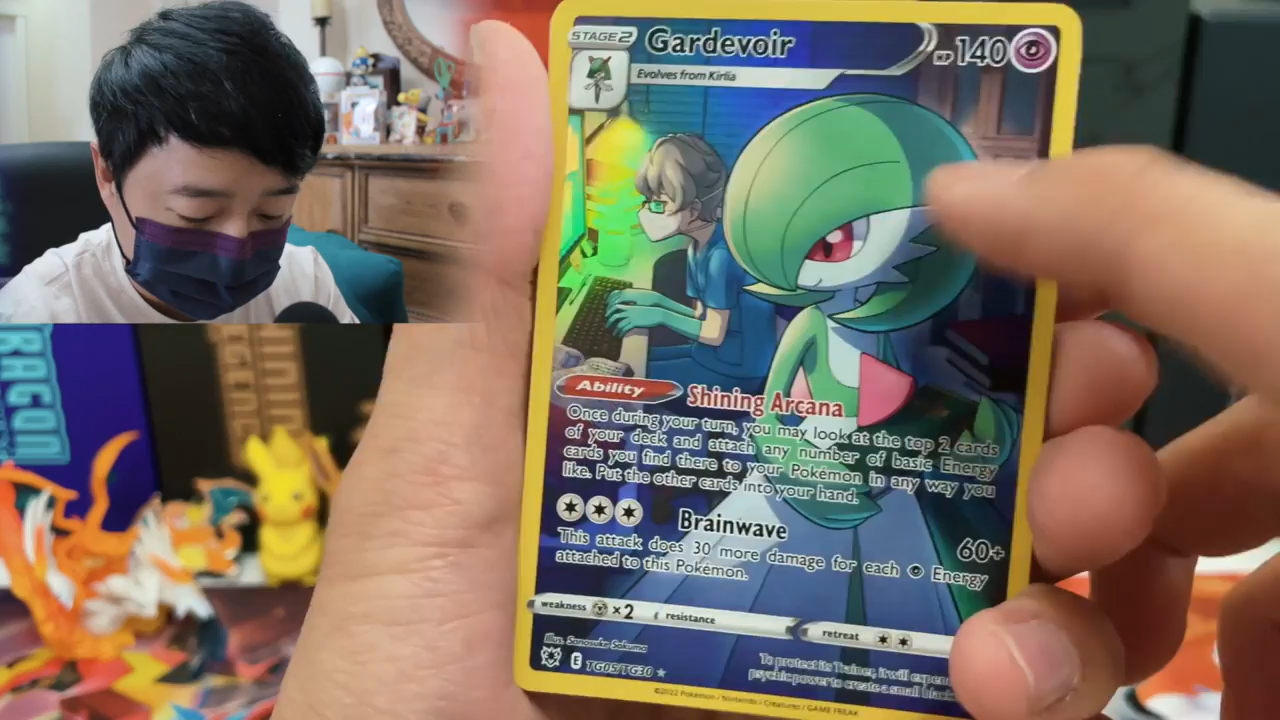 STAGE2
Gardevoir
HP 140
Evolves from Kirlia
Ability
Shining Arcana
Once during your turn, you may look at the top 2 cards
of your deck and attach any number of basic Energy
cards you find there to your Pokémon in any way you
like. Put the other cards into your hand.
Brainwave
60+
This attack does 30 more damage for each Energy
attached to this Pokémon.
weakness ×2
resistance
retreat
Illus. Sanosuke Sakuma
E TG05/TG30
To protect its Trainer, it will
psychic power to create a small
©2022 Pokémon / Nintendo / Creatures / GAME FREAK